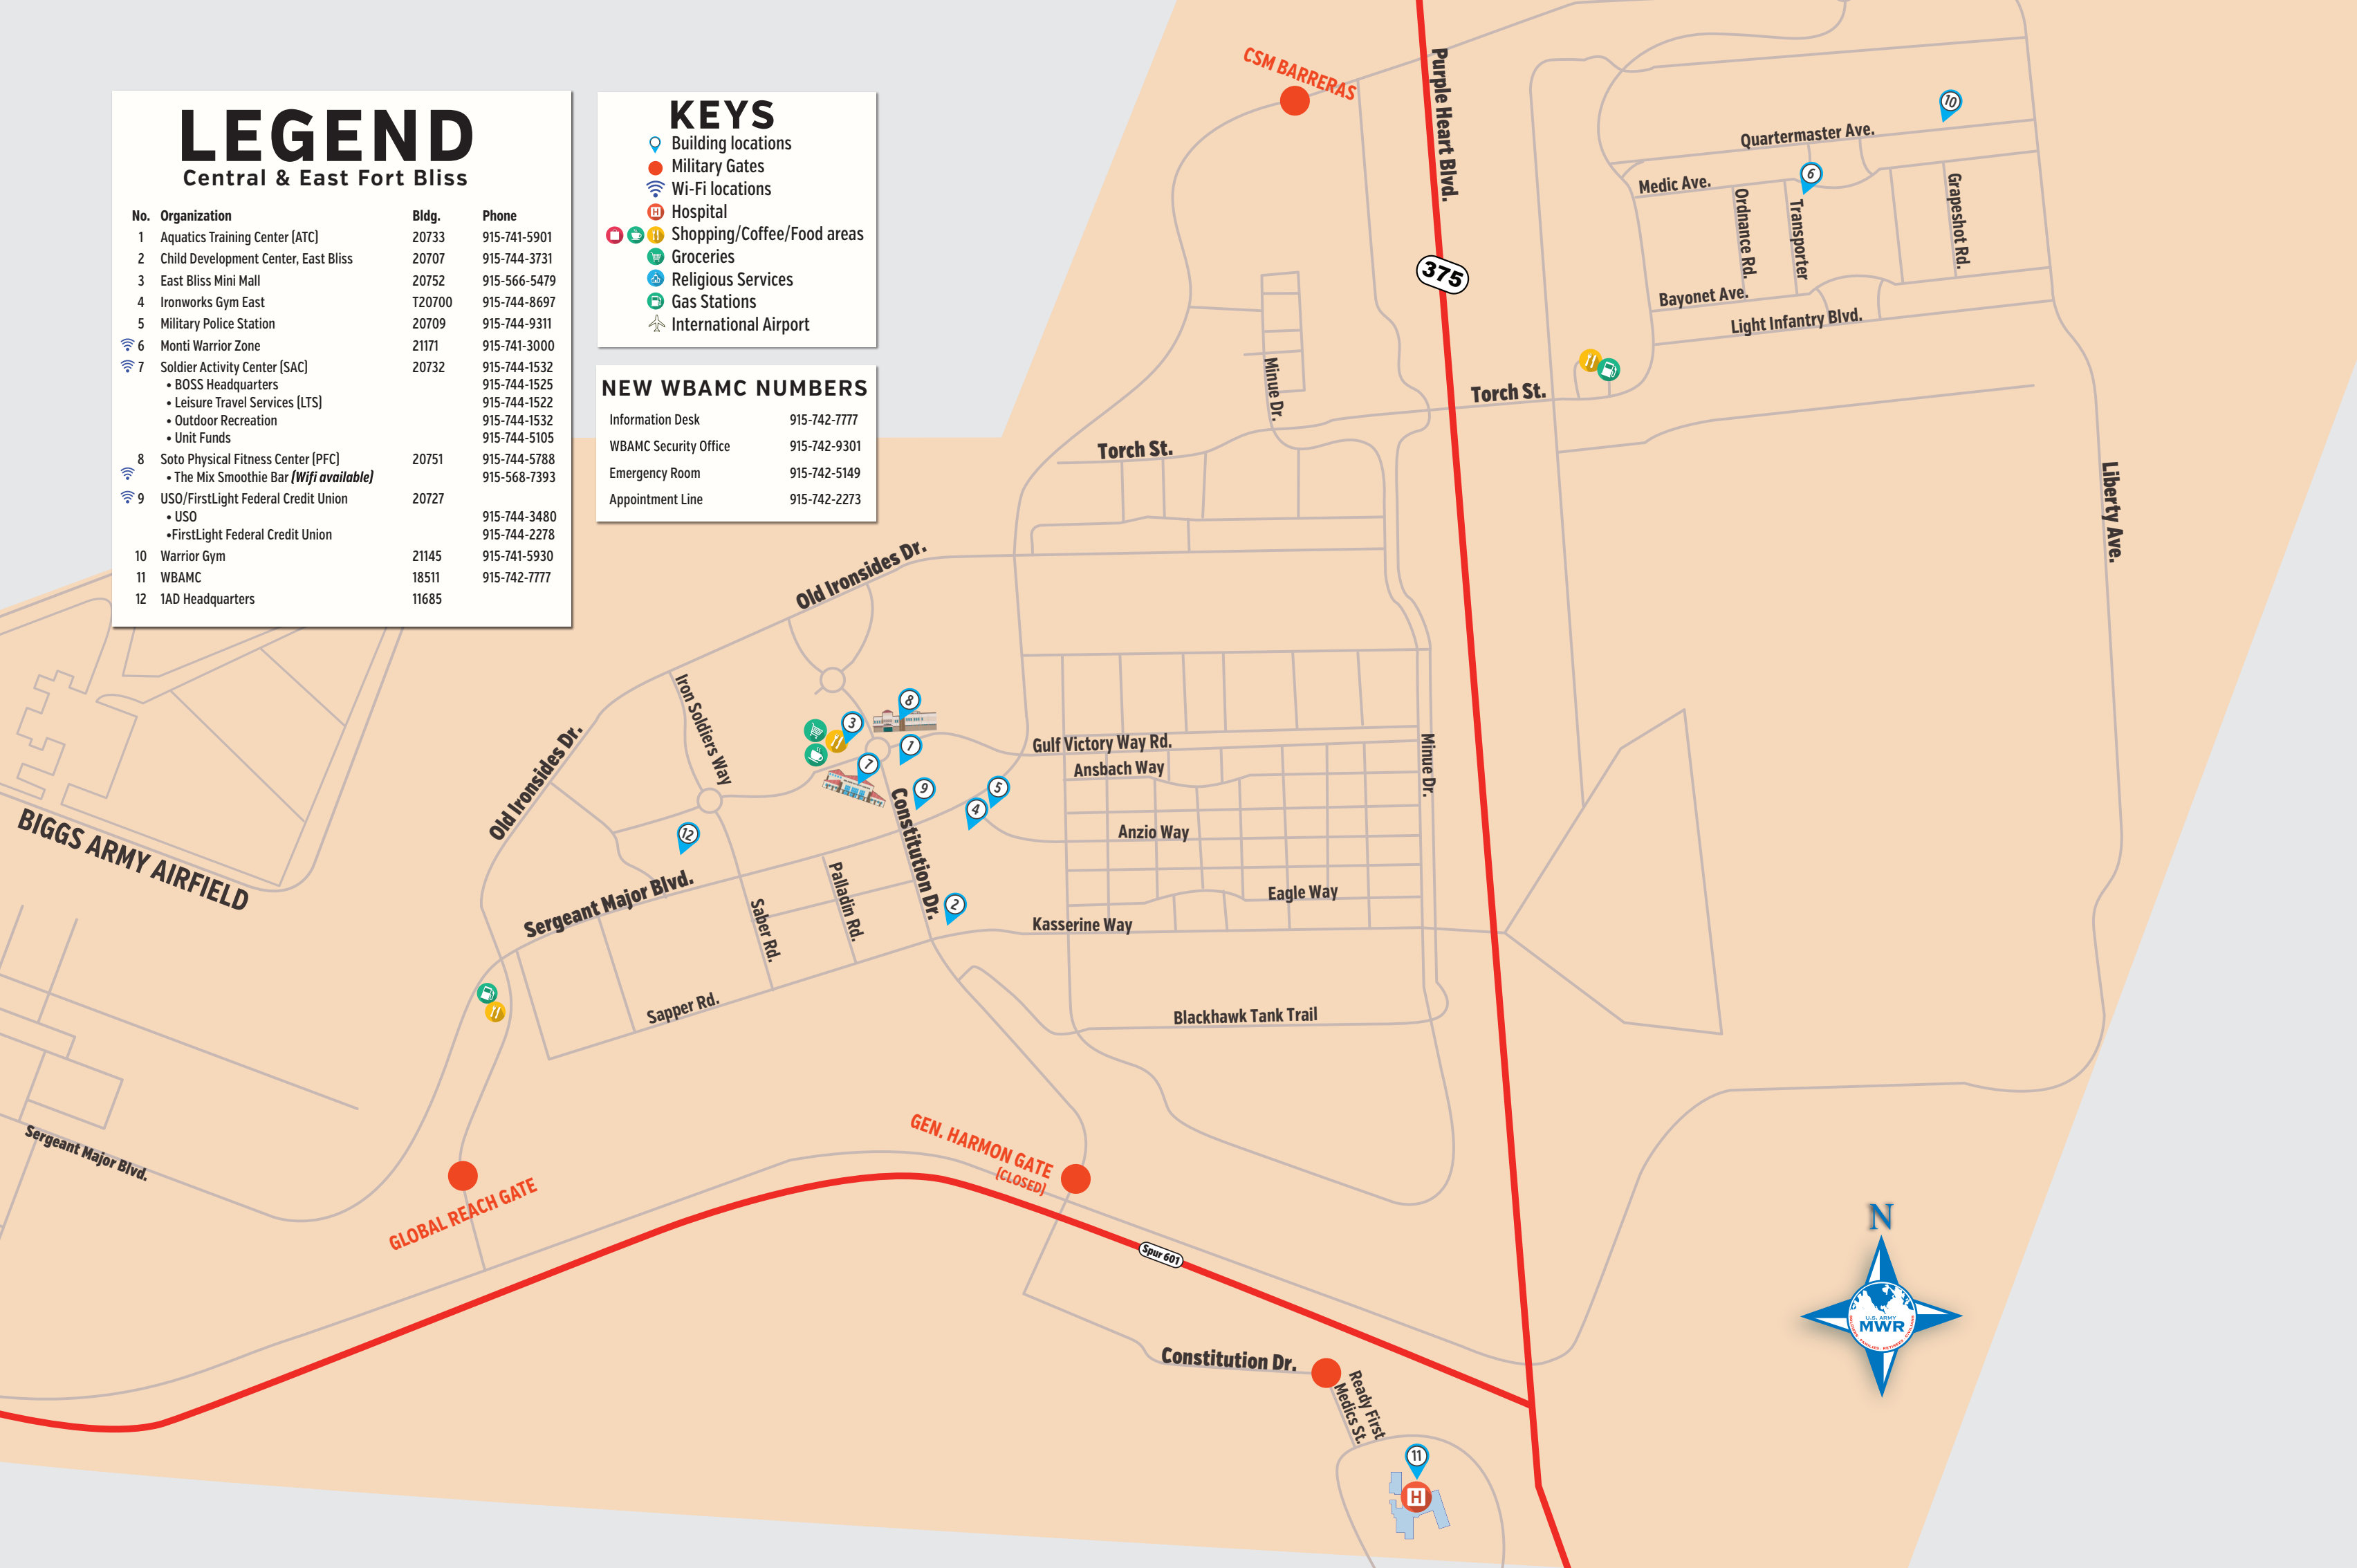 LEGEND
Central & East Fort Bliss
No. Organization Bldg. Phone
1 Aquatics Training Center (ATC) 20733 915-741-5901
2 Child Development Center, East Bliss 20707 915-744-3731
3 East Bliss Mini Mall 20752 915-566-5479
4 Ironworks Gym East T20700 915-744-8697
5 Military Police Station 20709 915-744-9311
6 Monti Warrior Zone 21171 915-741-3000
7 Soldier Activity Center (SAC) 20732 915-744-1532
• BOSS Headquarters 915-744-1525
• Leisure Travel Services (LTS) 915-744-1522
• Outdoor Recreation 915-744-1532
• Unit Funds 915-744-5105
8 Soto Physical Fitness Center (PFC) 20751 915-744-5788
• The Mix Smoothie Bar (Wifi available) 915-568-7393
9 USO/FirstLight Federal Credit Union 20727
• USO 915-744-3480
•FirstLight Federal Credit Union 915-744-2278
10 Warrior Gym 21145 915-741-5930
11 WBAMC 18511 915-742-7777
12 1AD Headquarters 11685
KEYS
Building locations
Military Gates
Wi-Fi locations
H Hospital
Shopping/Coffee/Food areas
Groceries
Religious Services
Gas Stations
International Airport
NEW WBAMC NUMBERS
Information Desk 915-742-7777
WBAMC Security Office 915-742-9301
Emergency Room 915-742-5149
Appointment Line 915-742-2273
CSM BARRERAS
Purple Heart Blvd.
375
10
Quartermaster Ave.
6
Medic Ave.
Ordnance Rd.
Transporter
Grapeshot Rd.
Bayonet Ave.
Light Infantry Blvd.
Minue Dr.
Torch St.
Torch St.
Liberty Ave.
Old Ironsides Dr.
Iron Soldiers Way
Old Ironsides Dr.
8
3
1
7
9
5
4
12
2
Gulf Victory Way Rd.
Ansbach Way
Minue Dr.
Anzio Way
Eagle Way
Kasserine Way
Constitution Dr.
Palladin Rd.
Saber Rd.
Sergeant Major Blvd.
Sapper Rd.
Blackhawk Tank Trail
BIGGS ARMY AIRFIELD
Sergeant Major Blvd.
GLOBAL REACH GATE
GEN. HARMON GATE
(CLOSED)
Spur 601
Constitution Dr.
Ready First
Medics St.
11
H
N
U.S. ARMY
MWR